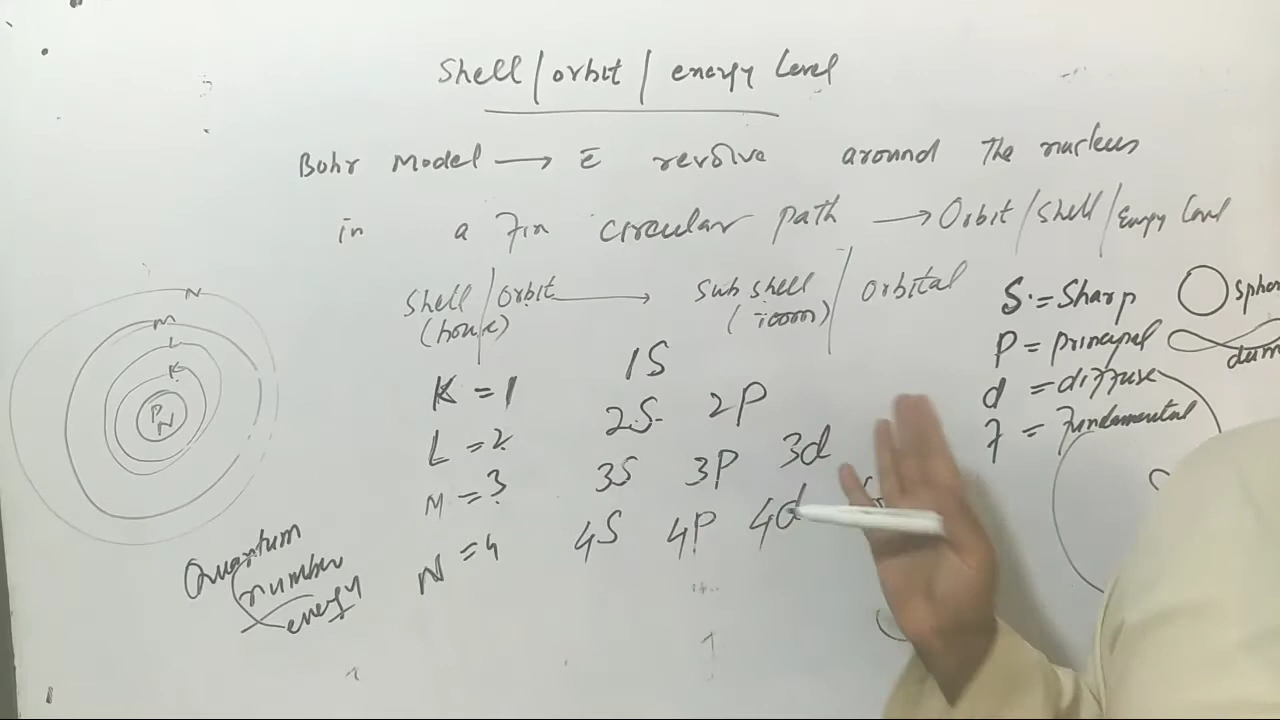 Shell/orbit/energy Level
Bohr Model → ē revolve around the nucleus
in a fix circular path → Orbit/Shell/Energy Level
Shell/Orbit → Sub shell/Orbital
(house) (room)
K = 1 1S
L = 2 2S 2P
M = 3 3S 3P 3d
N = 4 4S 4P 4d
S = Sharp
P = principal
d = diffuse
f = Fundamental
N
M
L
K
P
N
Quantum
number
energy